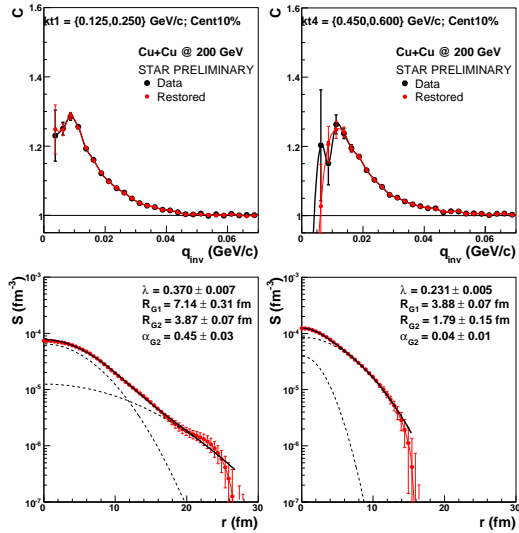 kt1 = {0.125,0.250} GeV/c; Cent10%
C
1.4
1.2
1
Cu+Cu @ 200 GeV
STAR PRELIMINARY
Data
Restored
0 0.02 0.04 0.06
q_inv (GeV/c)
kt4 = {0.450,0.600} GeV/c; Cent10%
C
1.4
1.2
1
Cu+Cu @ 200 GeV
STAR PRELIMINARY
Data
Restored
0 0.02 0.04 0.06
q_inv (GeV/c)
S (fm⁻³)
10⁻³
10⁻⁴
10⁻⁵
10⁻⁶
10⁻⁷
λ = 0.370 ± 0.007
R_G1 = 7.14 ± 0.31 fm
R_G2 = 3.87 ± 0.07 fm
α_G2 = 0.45 ± 0.03
0 10 20 30
r (fm)
S (fm⁻³)
10⁻³
10⁻⁴
10⁻⁵
10⁻⁶
10⁻⁷
λ = 0.231 ± 0.005
R_G1 = 3.88 ± 0.07 fm
R_G2 = 1.79 ± 0.15 fm
α_G2 = 0.04 ± 0.01
0 10 20 30
r (fm)